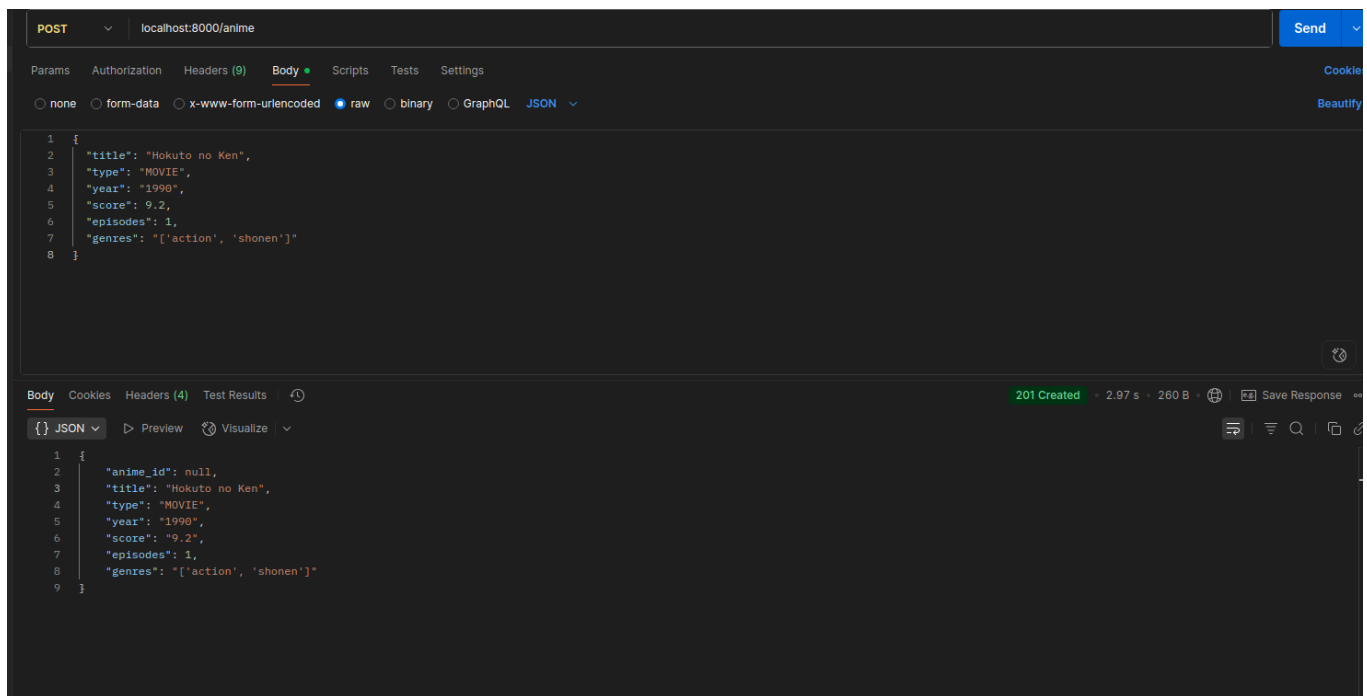 POST localhost:8000/anime Send
Params Authorization Headers (9) Body Scripts Tests Settings Cookies
none form-data x-www-form-urlencoded raw binary GraphQL JSON Beautify
1 {
2 "title": "Hokuto no Ken",
3 "type": "MOVIE",
4 "year": "1990",
5 "score": 9.2,
6 "episodes": 1,
7 "genres": "['action', 'shonen']"
8 }
Body Cookies Headers (4) Test Results 201 Created 2.97 s 260 B Save Response
{ } JSON Preview Visualize
1 {
2 "anime_id": null,
3 "title": "Hokuto no Ken",
4 "type": "MOVIE",
5 "year": "1990",
6 "score": "9.2",
7 "episodes": 1,
8 "genres": "['action', 'shonen']"
9 }